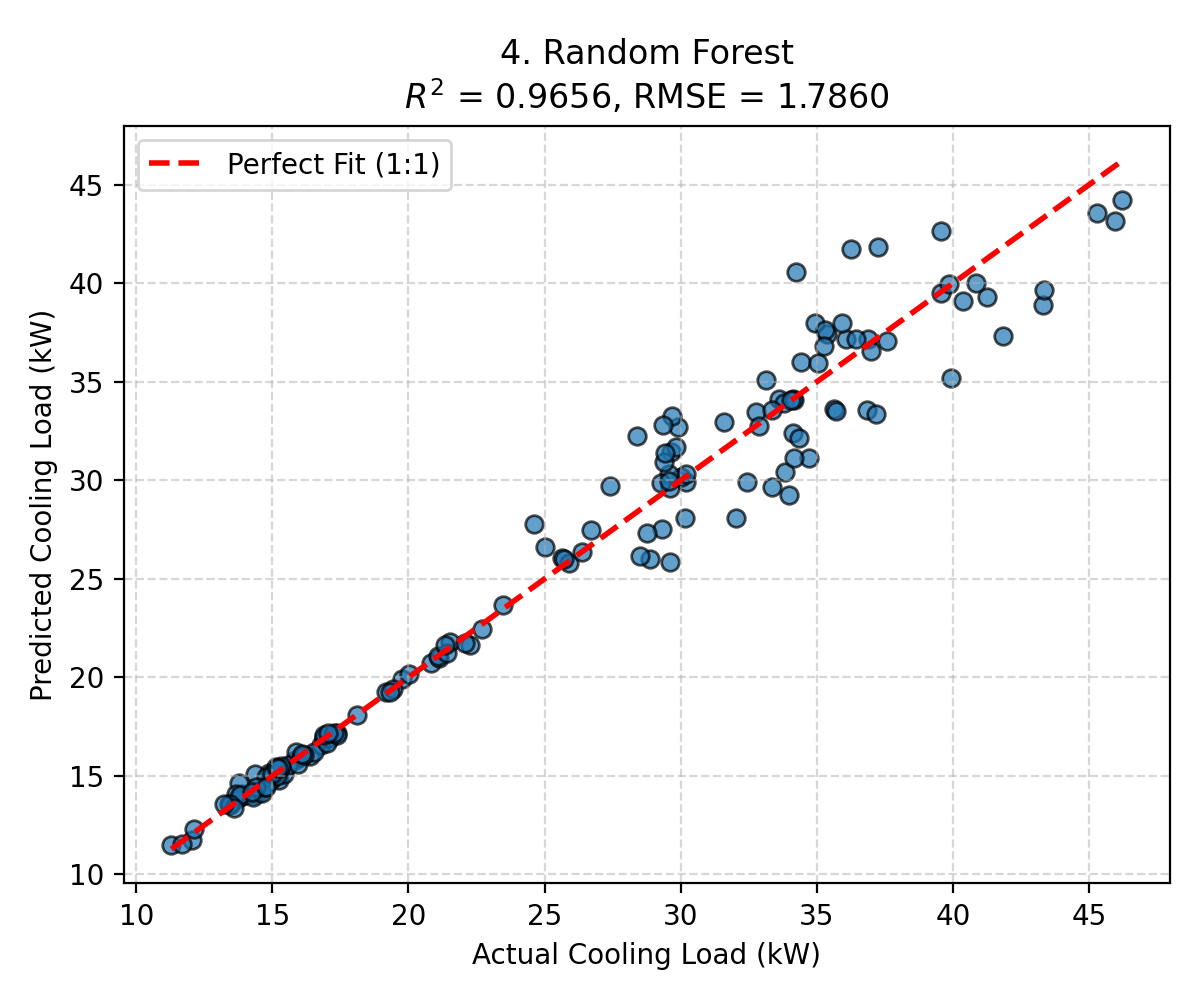 4. Random Forest
R² = 0.9656, RMSE = 1.7860
Perfect Fit (1:1)
Predicted Cooling Load (kW)
45
40
35
30
25
20
15
10
10 15 20 25 30 35 40 45
Actual Cooling Load (kW)